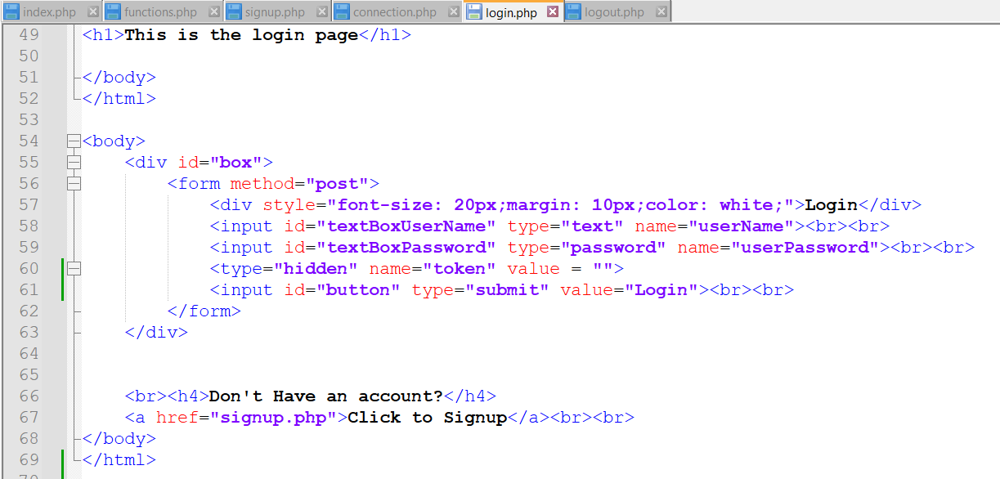 index.php functions.php signup.php connection.php login.php logout.php
49 <h1>This is the login page</h1>
50
51 </body>
52 </html>
53
54 <body>
55 <div id="box">
56 <form method="post">
57 <div style="font-size: 20px;margin: 10px;color: white;">Login</div>
58 <input id="textBoxUserName" type="text" name="userName"><br><br>
59 <input id="textBoxPassword" type="password" name="userPassword"><br><br>
60 <type="hidden" name="token" value = "">
61 <input id="button" type="submit" value="Login"><br><br>
62 </form>
63 </div>
64
65
66 <br><h4>Don't Have an account?</h4>
67 <a href="signup.php">Click to Signup</a><br><br>
68 </body>
69 </html>
70